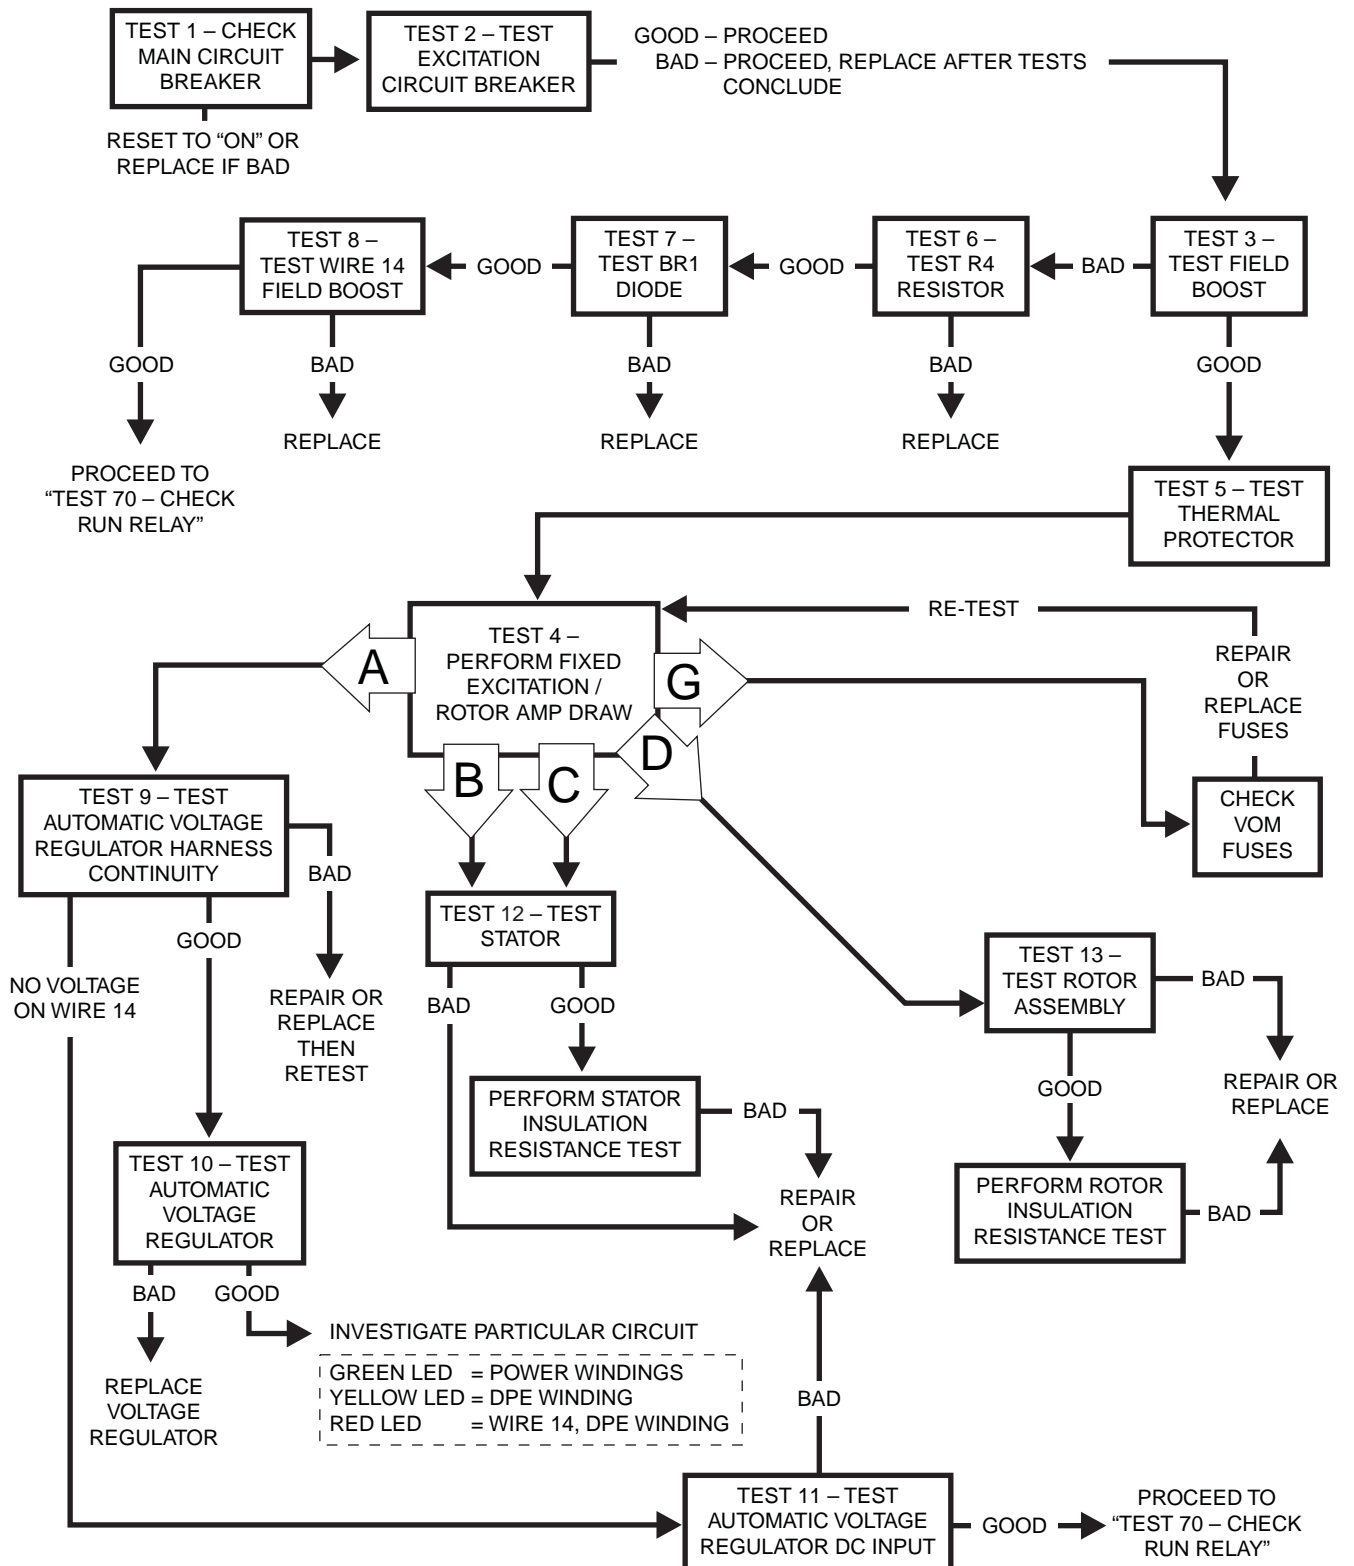 TEST 1 – CHECK
MAIN CIRCUIT
BREAKER
RESET TO “ON” OR
REPLACE IF BAD
TEST 2 – TEST
EXCITATION
CIRCUIT BREAKER
GOOD – PROCEED
BAD – PROCEED, REPLACE AFTER TESTS
CONCLUDE
TEST 3 –
TEST FIELD
BOOST
BAD
TEST 6 –
TEST R4
RESISTOR
GOOD
TEST 7 –
TEST BR1
DIODE
GOOD
TEST 8 –
TEST WIRE 14
FIELD BOOST
GOOD
BAD
BAD
BAD
GOOD
REPLACE
REPLACE
REPLACE
PROCEED TO
“TEST 70 – CHECK
RUN RELAY”
TEST 5 – TEST
THERMAL
PROTECTOR
TEST 4 –
PERFORM FIXED
EXCITATION /
ROTOR AMP DRAW
A
B
C
D
G
RE-TEST
REPAIR
OR
REPLACE
FUSES
CHECK
VOM
FUSES
TEST 9 – TEST
AUTOMATIC VOLTAGE
REGULATOR HARNESS
CONTINUITY
BAD
REPAIR OR
REPLACE
THEN
RETEST
GOOD
NO VOLTAGE
ON WIRE 14
TEST 12 – TEST
STATOR
BAD
GOOD
PERFORM STATOR
INSULATION
RESISTANCE TEST
BAD
REPAIR
OR
REPLACE
TEST 13 –
TEST ROTOR
ASSEMBLY
BAD
GOOD
REPAIR OR
REPLACE
PERFORM ROTOR
INSULATION
RESISTANCE TEST
BAD
TEST 10 – TEST
AUTOMATIC
VOLTAGE
REGULATOR
BAD
GOOD
REPLACE
VOLTAGE
REGULATOR
INVESTIGATE PARTICULAR CIRCUIT
GREEN LED = POWER WINDINGS
YELLOW LED = DPE WINDING
RED LED = WIRE 14, DPE WINDING
BAD
TEST 11 – TEST
AUTOMATIC VOLTAGE
REGULATOR DC INPUT
GOOD
PROCEED TO
“TEST 70 – CHECK
RUN RELAY”